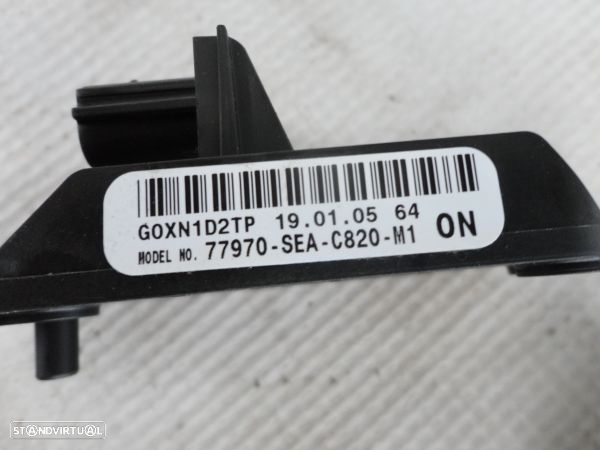 G0XN1D2TP 19.01.05 64
MODEL NO. 77970-SEA-C820-M1 ON
STANDVIRTUAL